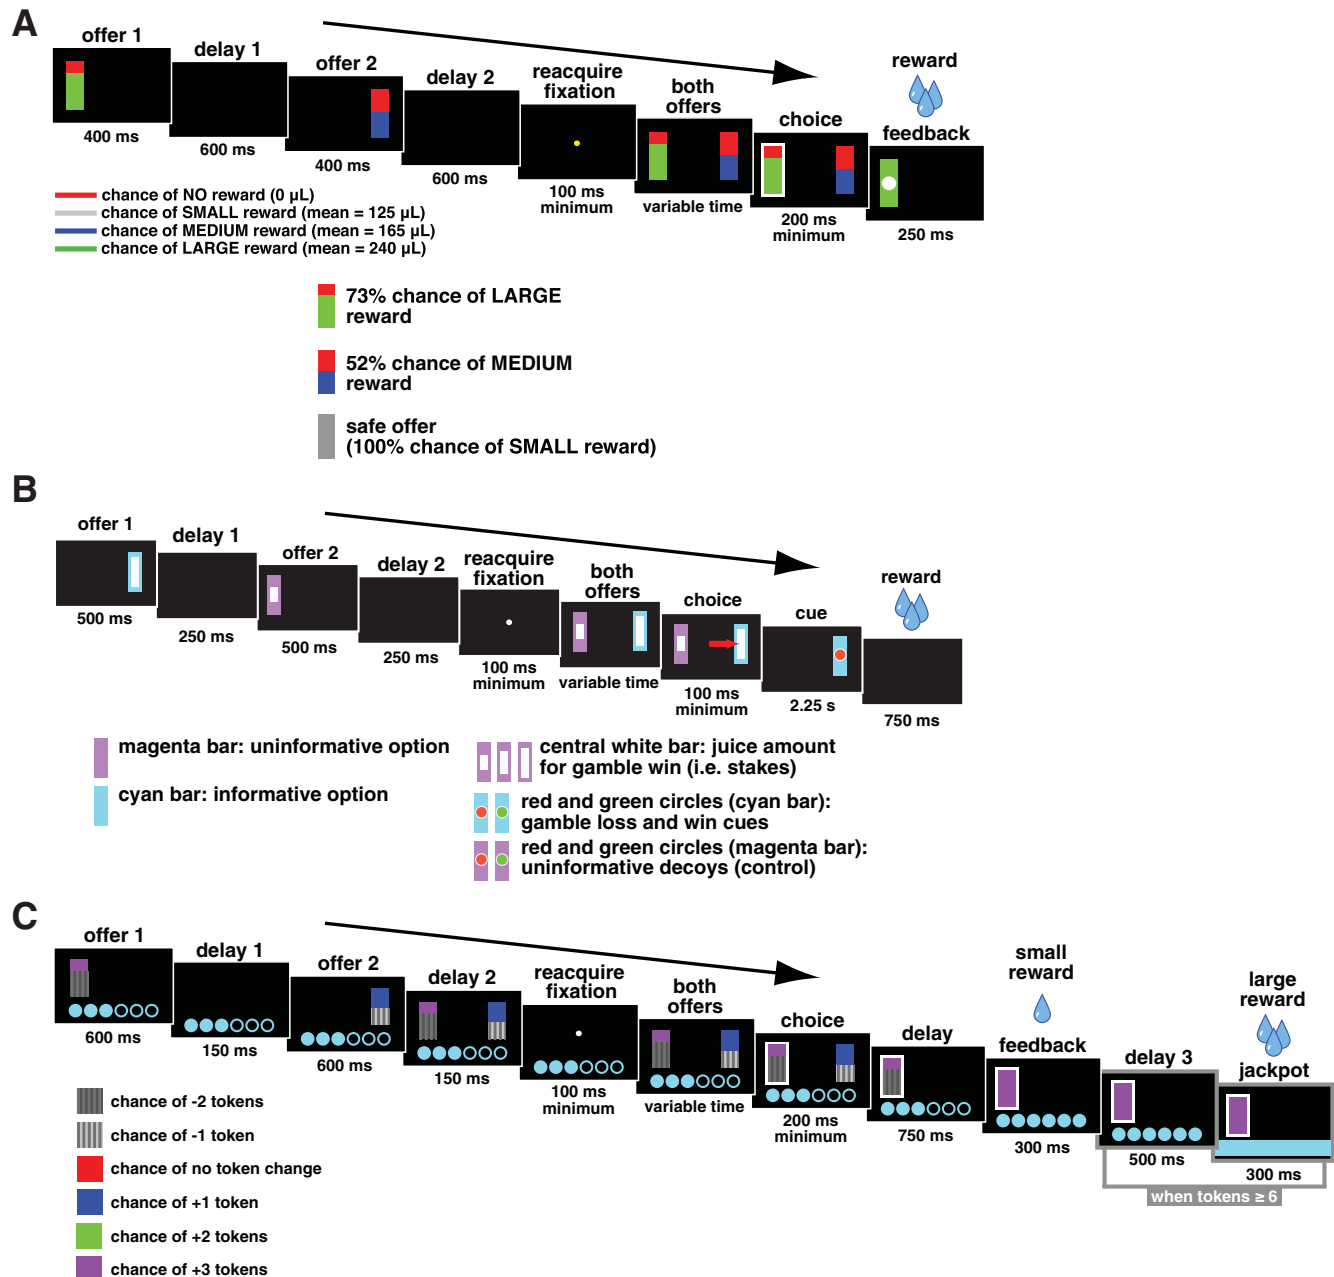 A
offer 1
delay 1
offer 2
delay 2
reacquire
fixation
both
offers
choice
reward
feedback
400 ms
600 ms
400 ms
600 ms
100 ms
minimum
variable time
200 ms
minimum
250 ms
chance of NO reward (0 µL)
chance of SMALL reward (mean = 125 µL)
chance of MEDIUM reward (mean = 165 µL)
chance of LARGE reward (mean = 240 µL)
73% chance of LARGE
reward
52% chance of MEDIUM
reward
safe offer
(100% chance of SMALL reward)
B
offer 1
delay 1
offer 2
delay 2
reacquire
fixation
both
offers
choice
cue
reward
500 ms
250 ms
500 ms
250 ms
100 ms
minimum
variable time
100 ms
minimum
2.25 s
750 ms
magenta bar: uninformative option
cyan bar: informative option
central white bar: juice amount
for gamble win (i.e. stakes)
red and green circles (cyan bar):
gamble loss and win cues
red and green circles (magenta bar):
uninformative decoys (control)
C
offer 1
delay 1
offer 2
delay 2
reacquire
fixation
both
offers
choice
delay
small
reward
feedback
delay 3
large
reward
jackpot
600 ms
150 ms
600 ms
150 ms
100 ms
minimum
variable time
200 ms
minimum
750 ms
300 ms
500 ms
300 ms
when tokens ≥ 6
chance of -2 tokens
chance of -1 token
chance of no token change
chance of +1 token
chance of +2 tokens
chance of +3 tokens